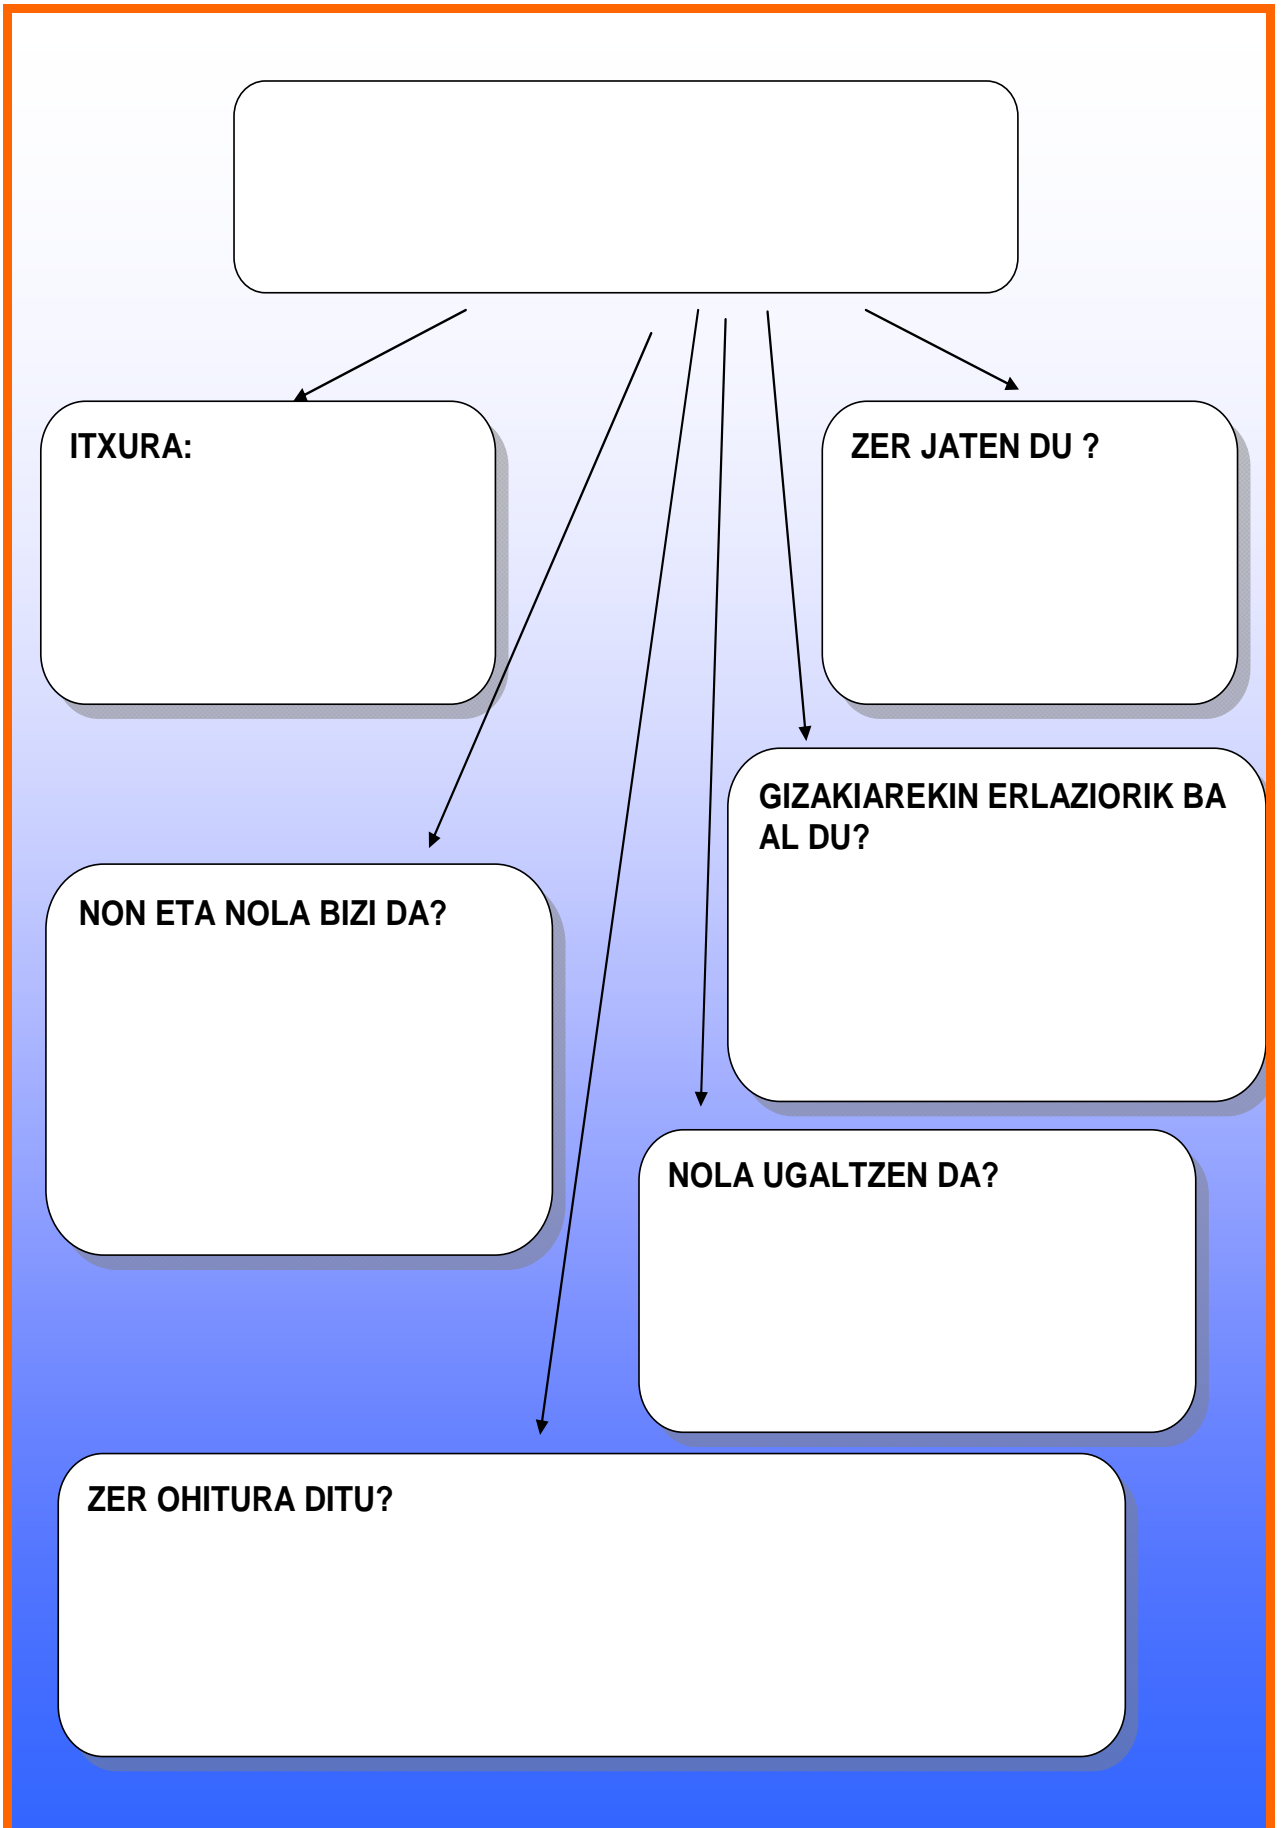 ITXURA:
ZER JATEN DU ?
GIZAKIAREKIN ERLAZIORIK BA
AL DU?
NON ETA NOLA BIZI DA?
NOLA UGALTZEN DA?
ZER OHITURA DITU?